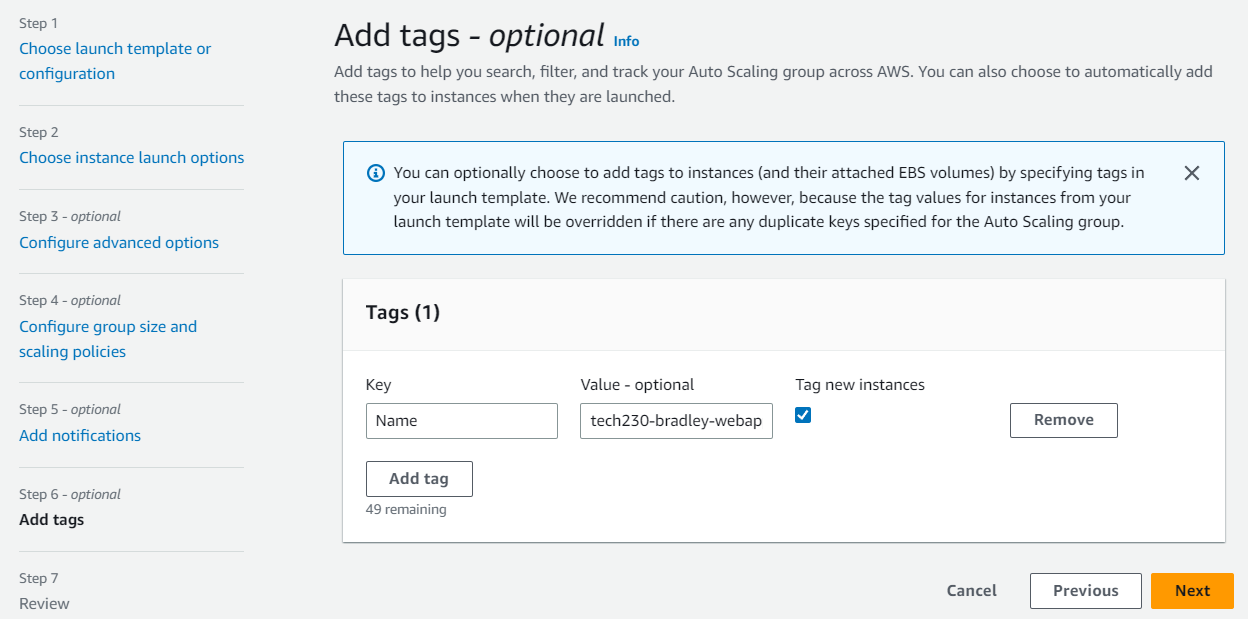 Step 1
Choose launch template or
configuration
Step 2
Choose instance launch options
Step 3 - optional
Configure advanced options
Step 4 - optional
Configure group size and
scaling policies
Step 5 - optional
Add notifications
Step 6 - optional
Add tags
Step 7
Review
Add tags - optional Info
Add tags to help you search, filter, and track your Auto Scaling group across AWS. You can also choose to automatically add
these tags to instances when they are launched.
You can optionally choose to add tags to instances (and their attached EBS volumes) by specifying tags in
your launch template. We recommend caution, however, because the tag values for instances from your
launch template will be overridden if there are any duplicate keys specified for the Auto Scaling group.
Tags (1)
Key Value - optional Tag new instances
Name tech230-bradley-webap Remove
Add tag
49 remaining
Cancel Previous Next